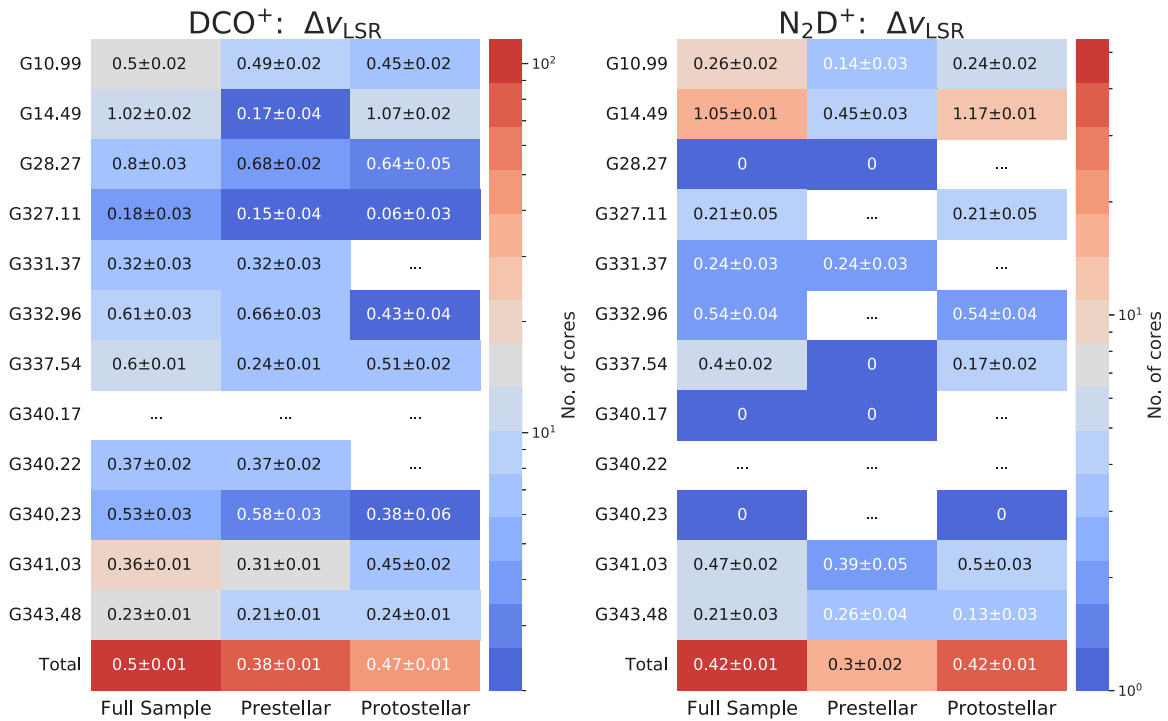 DCO⁺: Δv_LSR
G10.99 0.5±0.02 0.49±0.02 0.45±0.02
G14.49 1.02±0.02 0.17±0.04 1.07±0.02
G28.27 0.8±0.03 0.68±0.02 0.64±0.05
G327.11 0.18±0.03 0.15±0.04 0.06±0.03
G331.37 0.32±0.03 0.32±0.03 ...
G332.96 0.61±0.03 0.66±0.03 0.43±0.04
G337.54 0.6±0.01 0.24±0.01 0.51±0.02
G340.17 ... ... ...
G340.22 0.37±0.02 0.37±0.02 ...
G340.23 0.53±0.03 0.58±0.03 0.38±0.06
G341.03 0.36±0.01 0.31±0.01 0.45±0.02
G343.48 0.23±0.01 0.21±0.01 0.24±0.01
Total 0.5±0.01 0.38±0.01 0.47±0.01
Full Sample Prestellar Protostellar
10²
10¹
No. of cores
N₂D⁺: Δv_LSR
G10.99 0.26±0.02 0.14±0.03 0.24±0.02
G14.49 1.05±0.01 0.45±0.03 1.17±0.01
G28.27 0 0 ...
G327.11 0.21±0.05 ... 0.21±0.05
G331.37 0.24±0.03 0.24±0.03 ...
G332.96 0.54±0.04 ... 0.54±0.04
G337.54 0.4±0.02 0 0.17±0.02
G340.17 0 0 ...
G340.22 ... ... ...
G340.23 0 ... 0
G341.03 0.47±0.02 0.39±0.05 0.5±0.03
G343.48 0.21±0.03 0.26±0.04 0.13±0.03
Total 0.42±0.01 0.3±0.02 0.42±0.01
Full Sample Prestellar Protostellar
10¹
10⁰
No. of cores